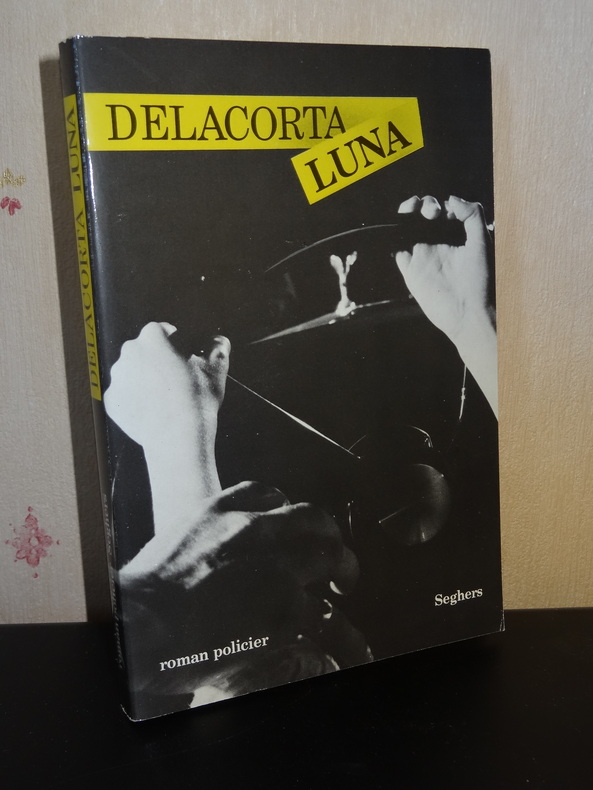 DELACORTA
LUNA
DELACORTA LUNA
Seghers
roman policier